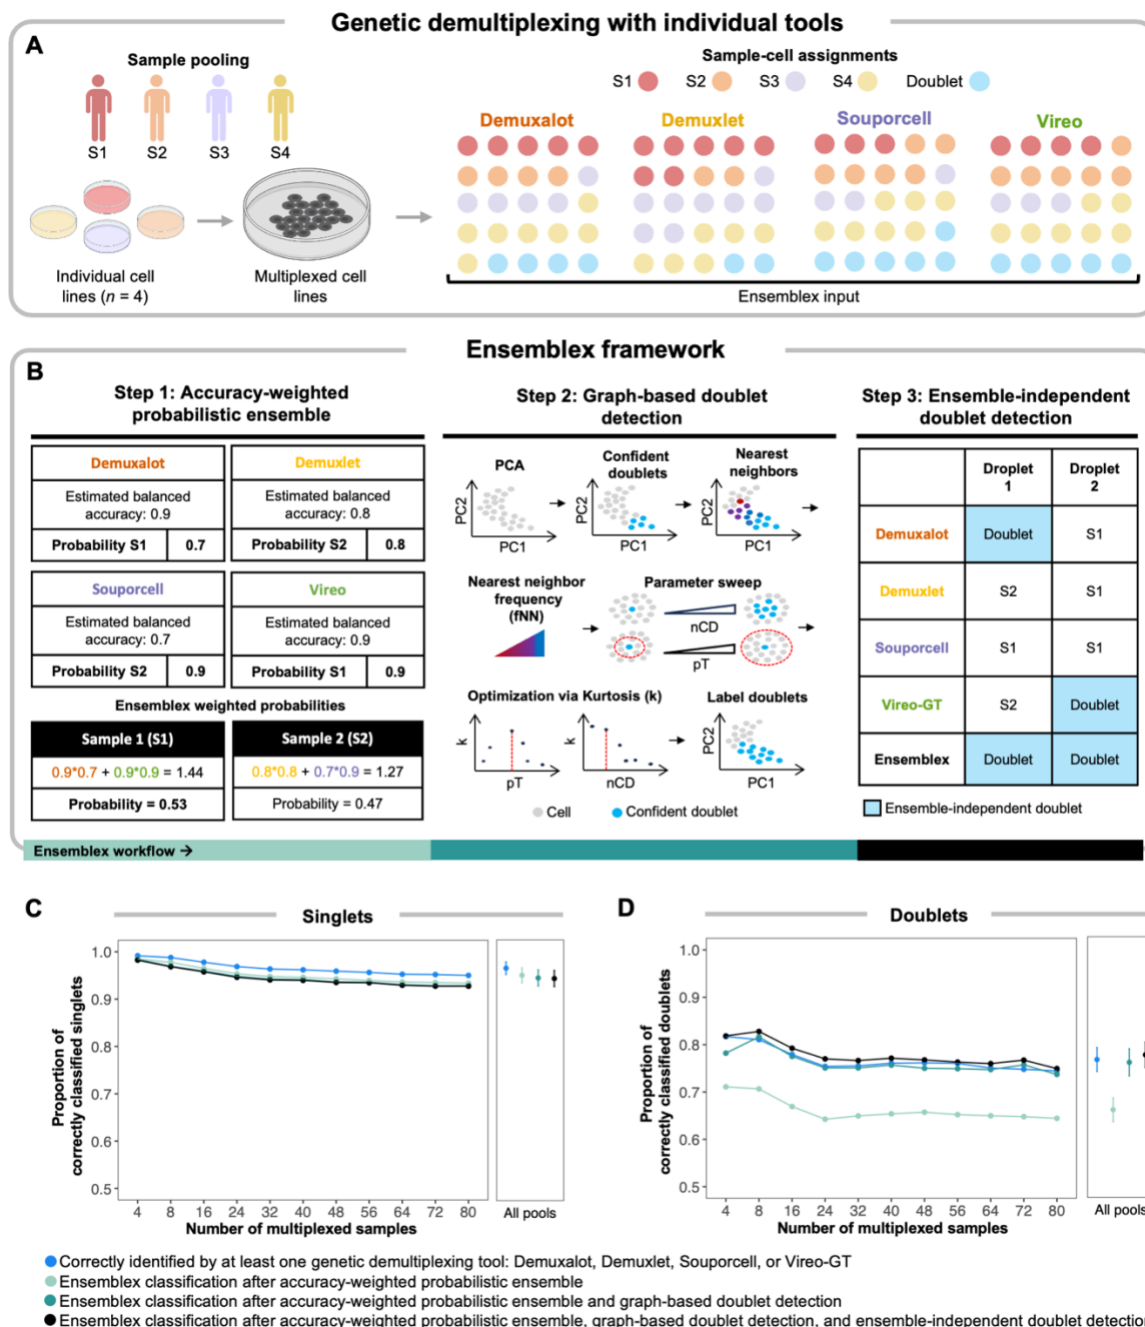 Genetic demultiplexing with individual tools
A
Sample pooling
S1 S2 S3 S4
Individual cell
lines (n = 4)
Multiplexed cell
lines
Sample-cell assignments
S1 S2 S3 S4 Doublet
Demuxalot Demuxlet Souporcell Vireo
Ensemblex input
Ensemblex framework
B
Step 1: Accuracy-weighted
probabilistic ensemble
Demuxalot
Estimated balanced
accuracy: 0.9
Probability S1 0.7
Demuxlet
Estimated balanced
accuracy: 0.8
Probability S2 0.8
Souporcell
Estimated balanced
accuracy: 0.7
Probability S2 0.9
Vireo
Estimated balanced
accuracy: 0.9
Probability S1 0.9
Ensemblex weighted probabilities
Sample 1 (S1)
0.9*0.7 + 0.9*0.9 = 1.44
Probability = 0.53
Sample 2 (S2)
0.8*0.8 + 0.7*0.9 = 1.27
Probability = 0.47
Step 2: Graph-based doublet
detection
PCA
PC2
PC1
Confident
doublets
PC2
PC1
Nearest
neighbors
PC2
PC1
Nearest neighbor
frequency
(fNN)
Parameter sweep
nCD
pT
Optimization via Kurtosis (k)
k
pT
k
nCD
Label doublets
PC2
PC1
Cell Confident doublet
Step 3: Ensemble-independent
doublet detection
Droplet
1
Droplet
2
Demuxalot Doublet S1
Demuxlet S2 S1
Souporcell S1 S1
Vireo-GT S2 Doublet
Ensemblex Doublet Doublet
Ensemble-independent doublet
Ensemblex workflow →
C
Singlets
Proportion of
correctly classified singlets
1.0
0.9
0.8
0.7
0.6
0.5
4 8 16 24 32 40 48 56 64 72 80
Number of multiplexed samples
All pools
D
Doublets
Proportion of
correctly classified doublets
1.0
0.9
0.8
0.7
0.6
0.5
4 8 16 24 32 40 48 56 64 72 80
Number of multiplexed samples
All pools
Correctly identified by at least one genetic demultiplexing tool: Demuxalot, Demuxlet, Souporcell, or Vireo-GT
Ensemblex classification after accuracy-weighted probabilistic ensemble
Ensemblex classification after accuracy-weighted probabilistic ensemble and graph-based doublet detection
Ensemblex classification after accuracy-weighted probabilistic ensemble, graph-based doublet detection, and ensemble-independent doublet detection